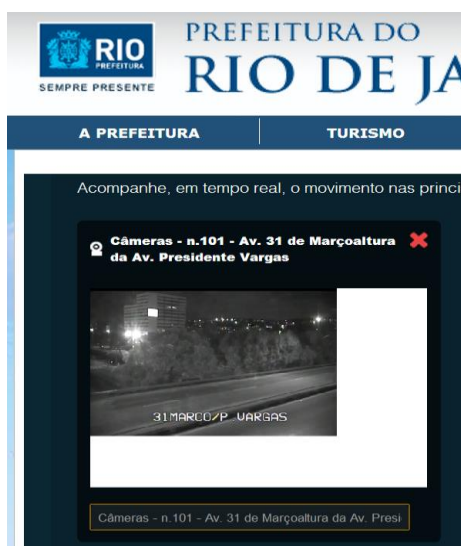 RIO
PREFEITURA
SEMPRE PRESENTE
PREFEITURA DO
RIO DE JA
A PREFEITURA
TURISMO
Acompanhe, em tempo real, o movimento nas princi
Câmeras - n.101 - Av. 31 de Marçoaltura
da Av. Presidente Vargas
31MARCO/P VARGAS
Câmeras - n.101 - Av. 31 de Marçoaltura da Av. Presi